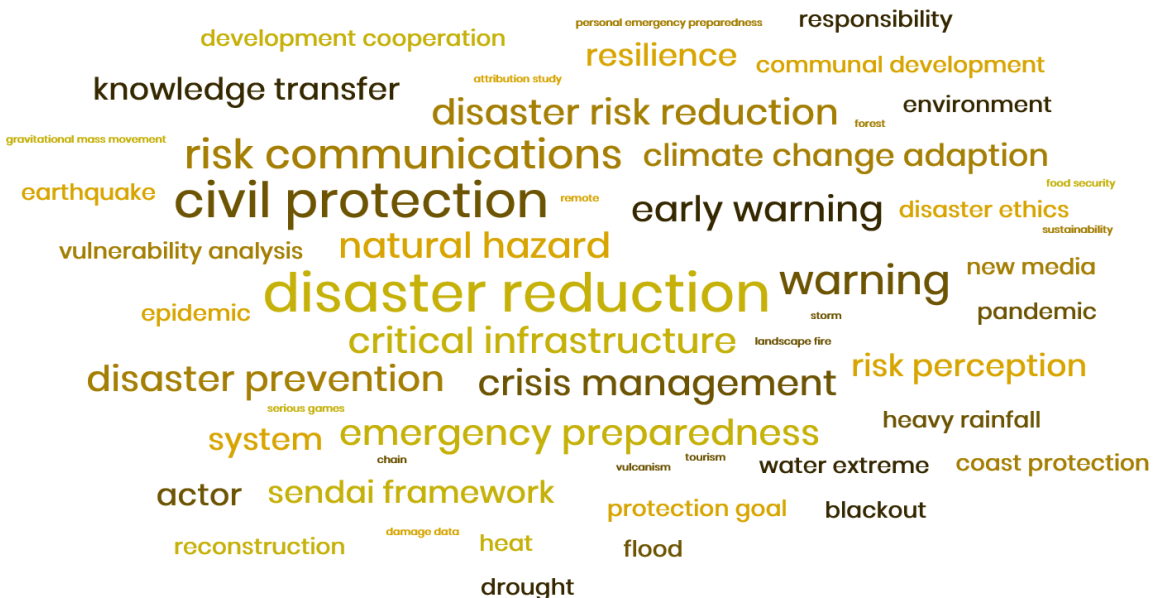 personal emergency preparedness
responsibility
development cooperation
resilience
communal development
attribution study
knowledge transfer
disaster risk reduction
environment
forest
gravitational mass movement
risk communications
climate change adaption
earthquake
civil protection
remote
early warning
food security
disaster ethics
sustainability
vulnerability analysis
natural hazard
new media
disaster reduction
warning
epidemic
storm
pandemic
critical infrastructure
landscape fire
risk perception
disaster prevention
crisis management
serious games
heavy rainfall
system
emergency preparedness
chain
vulcanism
tourism
water extreme
coast protection
actor
sendai framework
protection goal
blackout
damage data
reconstruction
heat
flood
drought